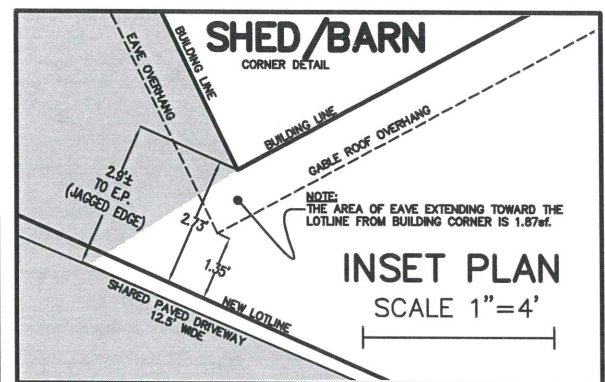 SHED/BARN
CORNER DETAIL
EAVE OVERHANG
BUILDING LINE
BUILDING LINE
GABLE ROOF OVERHANG
2.9'±
TO E.P.
(JAGGED EDGE)
2.73'
1.35'
NOTE:
THE AREA OF EAVE EXTENDING TOWARD THE
LOTLINE FROM BUILDING CORNER IS 1.87sf.
NEW LOTLINE
SHARED PAVED DRIVEWAY
12.5' WIDE
INSET PLAN
SCALE 1"=4'